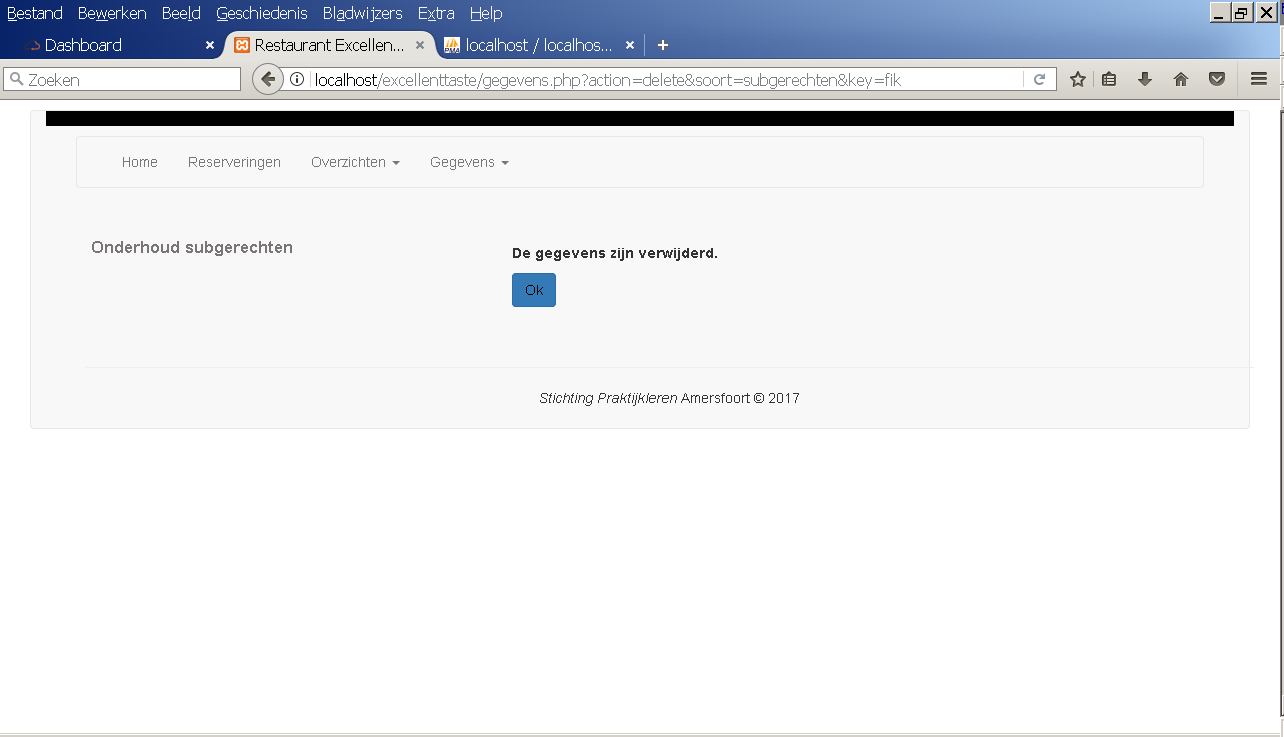 Bestand Bewerken Beeld Geschiedenis Bladwijzers Extra Help
Dashboard Restaurant Excellen... localhost / localhos...
Zoeken localhost/excellenttaste/gegevens.php?action=delete&soort=subgerechten&key=fik
Home Reserveringen Overzichten Gegevens
Onderhoud subgerechten
De gegevens zijn verwijderd.
Ok
Stichting Praktijkleren Amersfoort © 2017